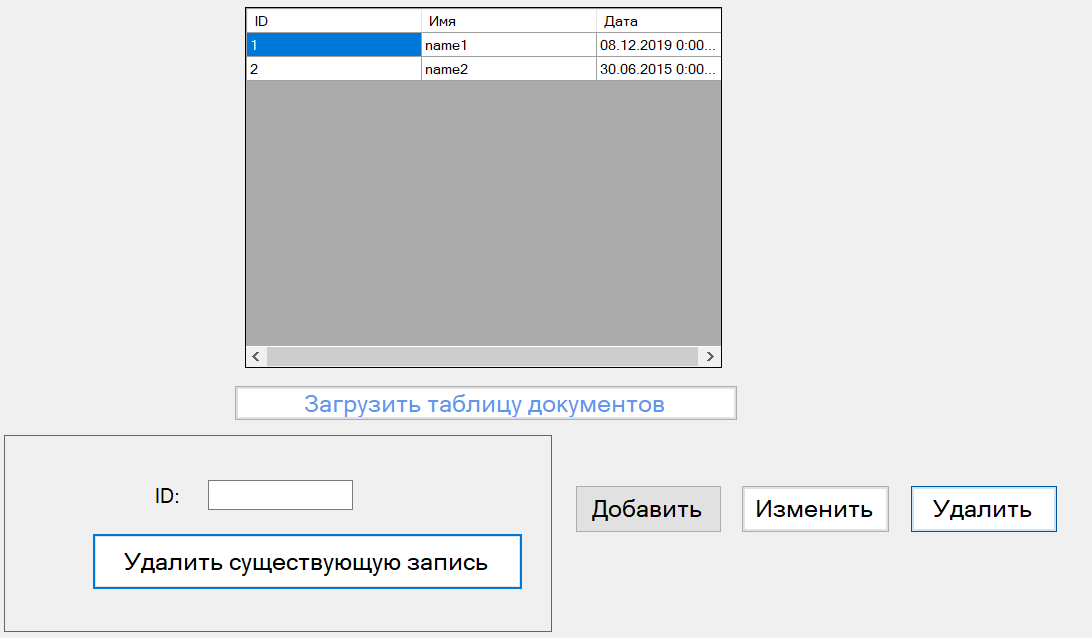 ID Имя Дата
1 name1 08.12.2019 0:00...
2 name2 30.06.2015 0:00...
Загрузить таблицу документов
ID:
Удалить существующую запись
Добавить Изменить Удалить